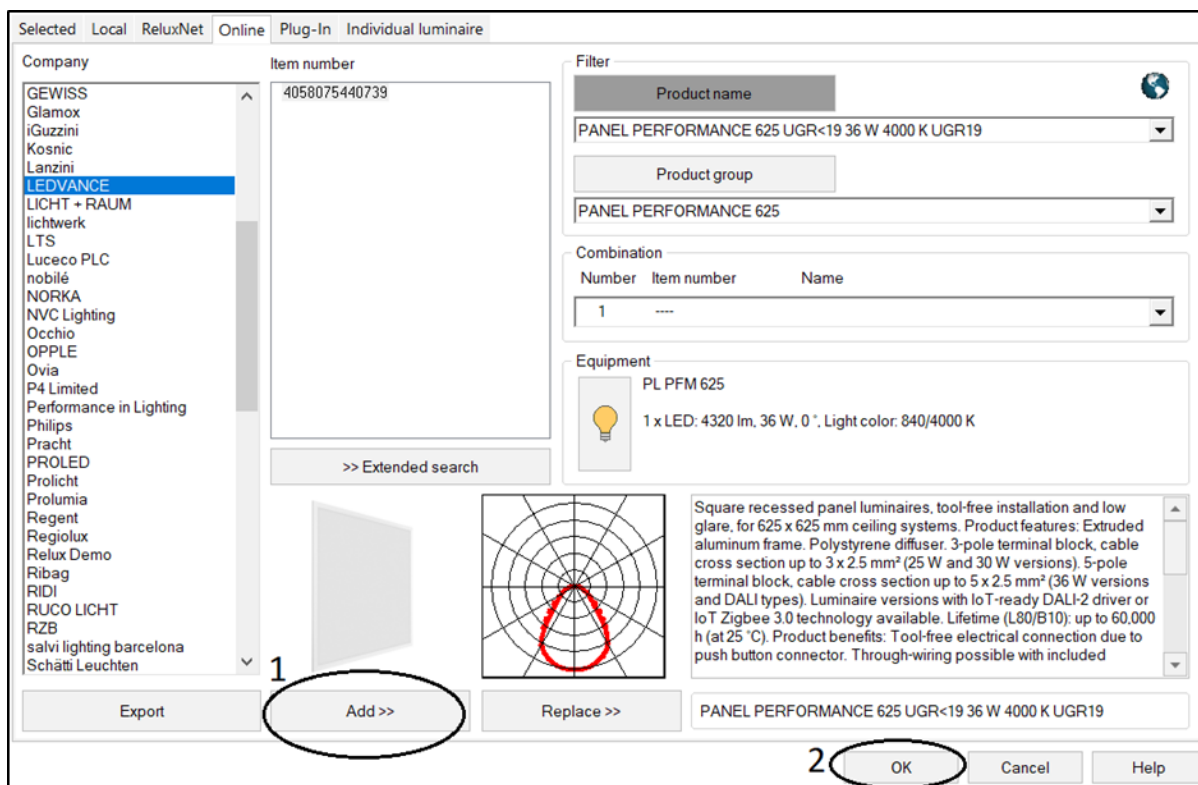 Selected Local ReluxNet Online Plug-In Individual luminaire
Company
GEWISS
Glamox
iGuzzini
Kosnic
Lanzini
LEDVANCE
LICHT + RAUM
lichtwerk
LTS
Luceco PLC
nobilé
NORKA
NVC Lighting
Occhio
OPPLE
Ovia
P4 Limited
Performance in Lighting
Philips
Pracht
PROLED
Prolicht
Prolumia
Regent
Regiolux
Relux Demo
Ribag
RIDI
RUCO LICHT
RZB
salvi lighting barcelona
Schätti Leuchten
Item number
4058075440739
>> Extended search
Filter
Product name
PANEL PERFORMANCE 625 UGR<19 36 W 4000 K UGR19
Product group
PANEL PERFORMANCE 625
Combination
Number Item number Name
1 ----
Equipment
PL PFM 625
1 x LED: 4320 lm, 36 W, 0 °, Light color: 840/4000 K
Square recessed panel luminaires, tool-free installation and low
glare, for 625 x 625 mm ceiling systems. Product features: Extruded
aluminum frame. Polystyrene diffuser. 3-pole terminal block, cable
cross section up to 3 x 2.5 mm² (25 W and 30 W versions). 5-pole
terminal block, cable cross section up to 5 x 2.5 mm² (36 W versions
and DALI types). Luminaire versions with IoT-ready DALI-2 driver or
IoT Zigbee 3.0 technology available. Lifetime (L80/B10): up to 60,000
h (at 25 °C). Product benefits: Tool-free electrical connection due to
push button connector. Through-wiring possible with included
1
Export Add >> Replace >> PANEL PERFORMANCE 625 UGR<19 36 W 4000 K UGR19
2 OK Cancel Help